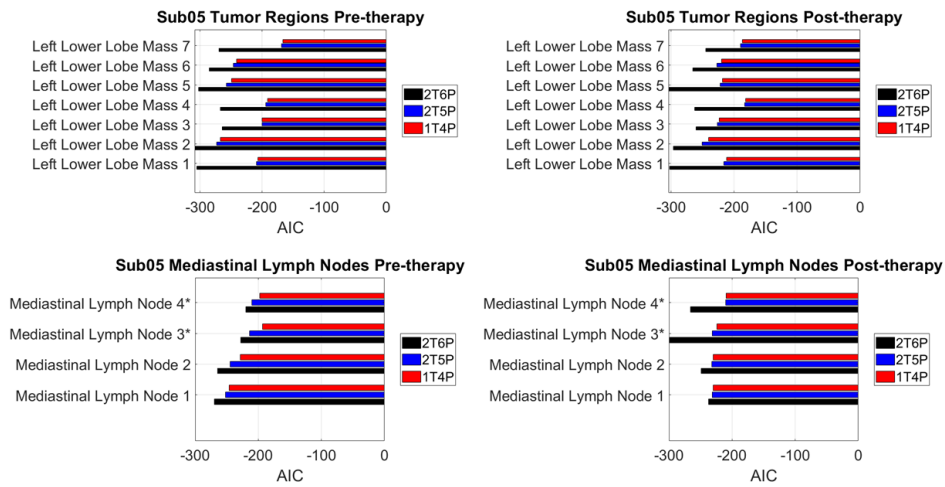 Sub05 Tumor Regions Pre-therapy
Left Lower Lobe Mass 7
Left Lower Lobe Mass 6
Left Lower Lobe Mass 5
Left Lower Lobe Mass 4
Left Lower Lobe Mass 3
Left Lower Lobe Mass 2
Left Lower Lobe Mass 1
2T6P
2T5P
1T4P
-300 -200 -100 0
AIC
Sub05 Tumor Regions Post-therapy
Left Lower Lobe Mass 7
Left Lower Lobe Mass 6
Left Lower Lobe Mass 5
Left Lower Lobe Mass 4
Left Lower Lobe Mass 3
Left Lower Lobe Mass 2
Left Lower Lobe Mass 1
2T6P
2T5P
1T4P
-300 -200 -100 0
AIC
Sub05 Mediastinal Lymph Nodes Pre-therapy
Mediastinal Lymph Node 4*
Mediastinal Lymph Node 3*
Mediastinal Lymph Node 2
Mediastinal Lymph Node 1
2T6P
2T5P
1T4P
-300 -200 -100 0
AIC
Sub05 Mediastinal Lymph Nodes Post-therapy
Mediastinal Lymph Node 4*
Mediastinal Lymph Node 3*
Mediastinal Lymph Node 2
Mediastinal Lymph Node 1
2T6P
2T5P
1T4P
-300 -200 -100 0
AIC